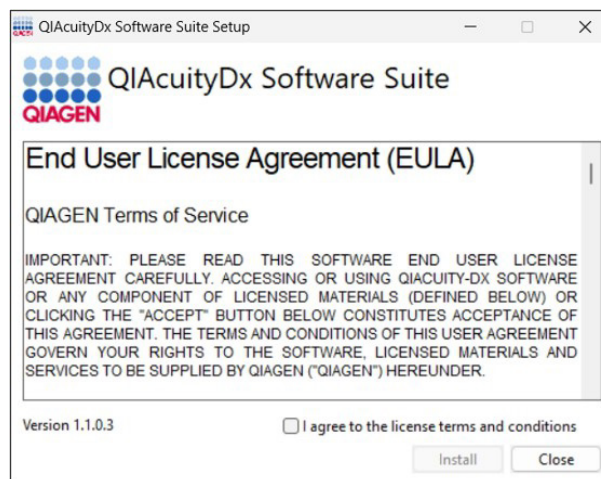 QIAcuityDx Software Suite Setup
QIAcuityDx Software Suite
QIAGEN
End User License Agreement (EULA)
QIAGEN Terms of Service
IMPORTANT: PLEASE READ THIS SOFTWARE END USER LICENSE
AGREEMENT CAREFULLY. ACCESSING OR USING QIACUITY-DX SOFTWARE
OR ANY COMPONENT OF LICENSED MATERIALS (DEFINED BELOW) OR
CLICKING THE "ACCEPT" BUTTON BELOW CONSTITUTES ACCEPTANCE OF
THIS AGREEMENT. THE TERMS AND CONDITIONS OF THIS USER AGREEMENT
GOVERN YOUR RIGHTS TO THE SOFTWARE, LICENSED MATERIALS AND
SERVICES TO BE SUPPLIED BY QIAGEN ("QIAGEN") HEREUNDER.
Version 1.1.0.3
I agree to the license terms and conditions
Install
Close